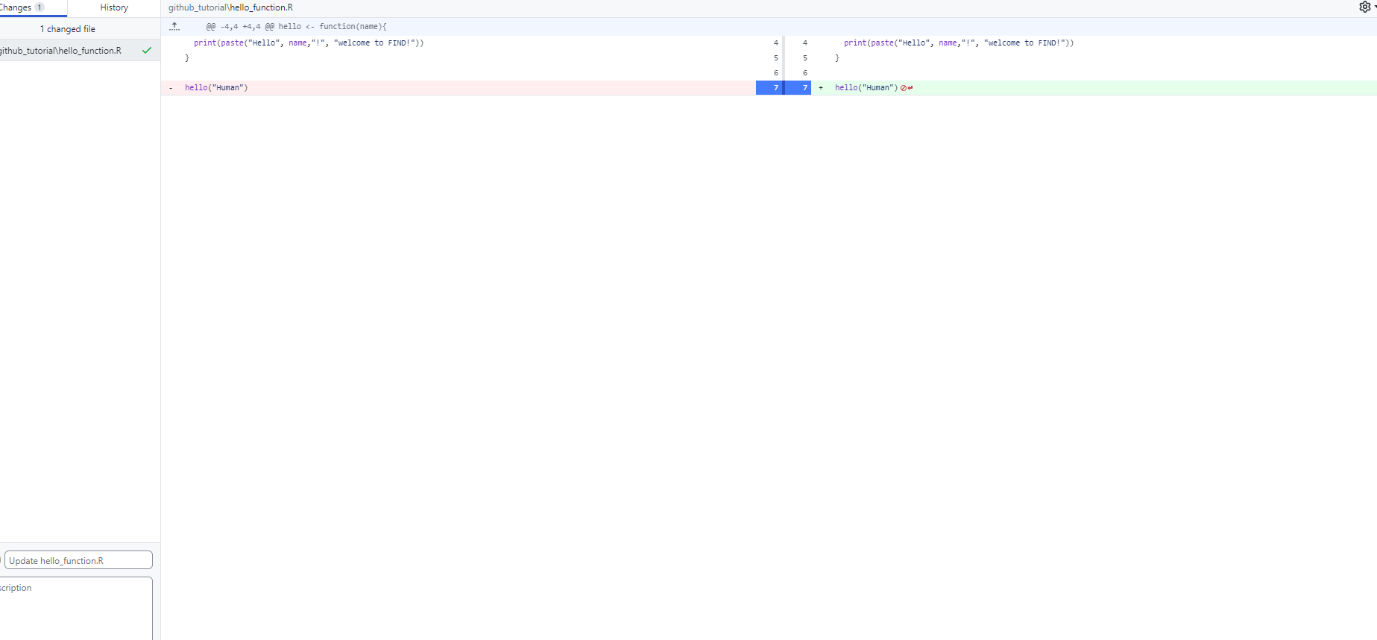 Changes 1 History
1 changed file
github_tutorial\hello_function.R
Update hello_function.R
scription
github_tutorial\hello_function.R
@@ -4,4 +4,4 @@ hello <- function(name){
print(paste("Hello", name,"!", "welcome to FIND!")) 4 4 print(paste("Hello", name,"!", "welcome to FIND!"))
} 5 5 }
6 6
- hello("Human") 7 7 + hello("Human")